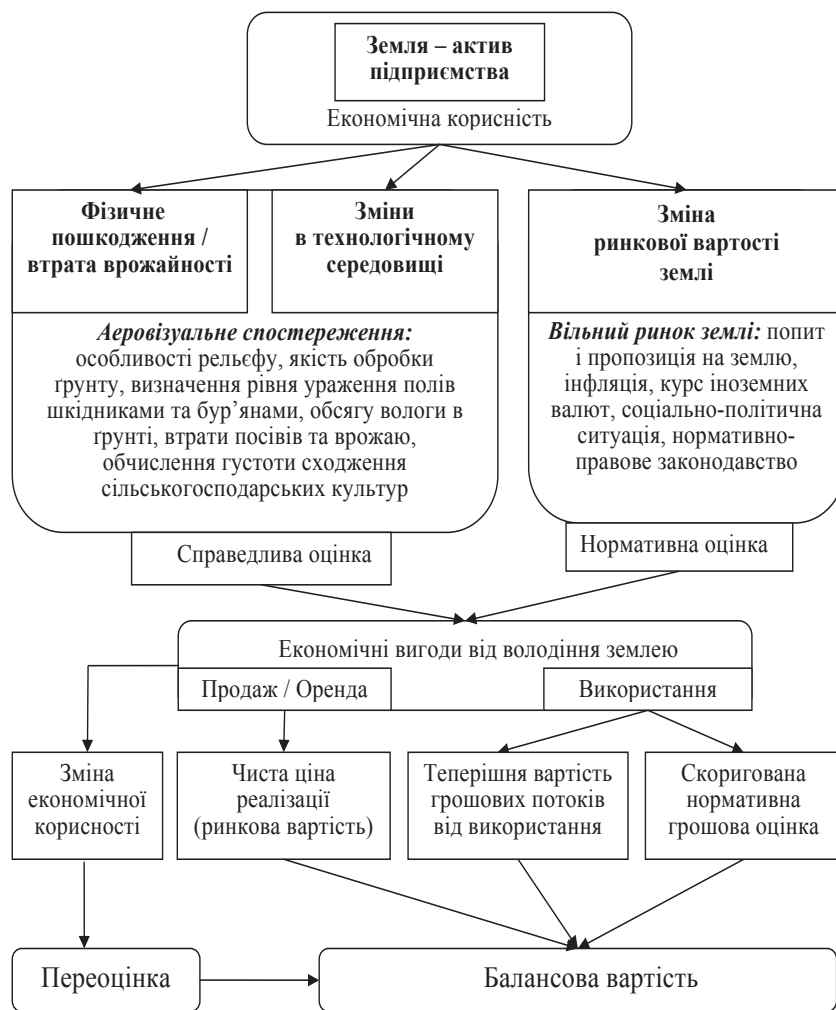 Земля – актив
підприємства
Економічна корисність
Фізичне
пошкодження /
втрата врожайності
Зміни
в технологічному
середовищі
Зміна
ринкової вартості
землі
Аеровізуальне спостереження:
особливості рельєфу, якість обробки
ґрунту, визначення рівня ураження полів
шкідниками та бур’янами, обсягу вологи в
ґрунті, втрати посівів та врожаю,
обчислення густоти сходження
сільськогосподарських культур
Вільний ринок землі: попит
і пропозиція на землю,
інфляція, курс іноземних
валют, соціально-політична
ситуація, нормативно-
правове законодавство
Справедлива оцінка
Нормативна оцінка
Економічні вигоди від володіння землею
Продаж / Оренда
Використання
Зміна
економічної
корисності
Чиста ціна
реалізації
(ринкова вартість)
Теперішня вартість
грошових потоків
від використання
Скоригована
нормативна
грошова оцінка
Переоцінка
Балансова вартість